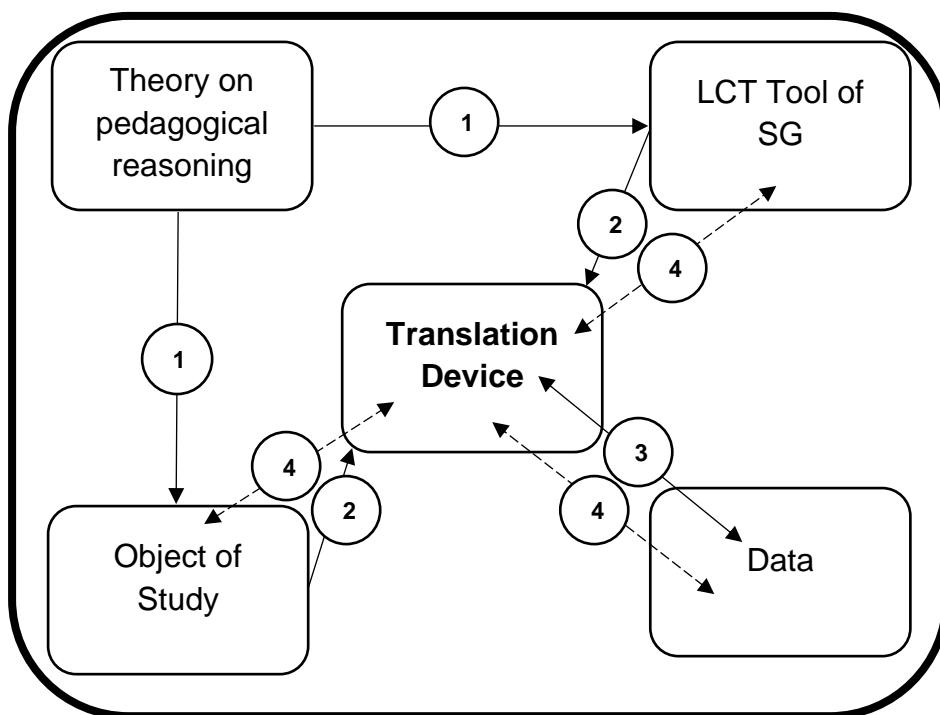 Theory on
pedagogical
reasoning
1
LCT Tool of
SG
2
4
Translation
Device
1
3
4
2
4
Object of
Study
Data